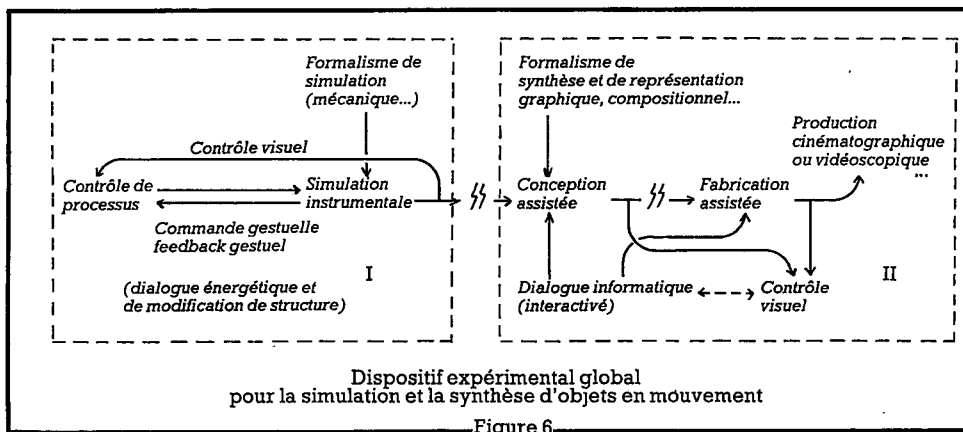 Formalisme de
simulation
(mécanique...)
Contrôle visuel
Contrôle de
processus
Simulation
instrumentale
Commande gestuelle
feedback gestuel
I
(dialogue énergétique et
de modification de structure)
Formalisme de
synthèse et de représentation
graphique, compositionnel...
Production
cinématographique
ou vidéoscopique
...
Conception
assistée
Fabrication
assistée
II
Dialogue informatique
(interactivé)
Contrôle
visuel
Dispositif expérimental global
pour la simulation et la synthèse d'objets en mouvement
Figure 6